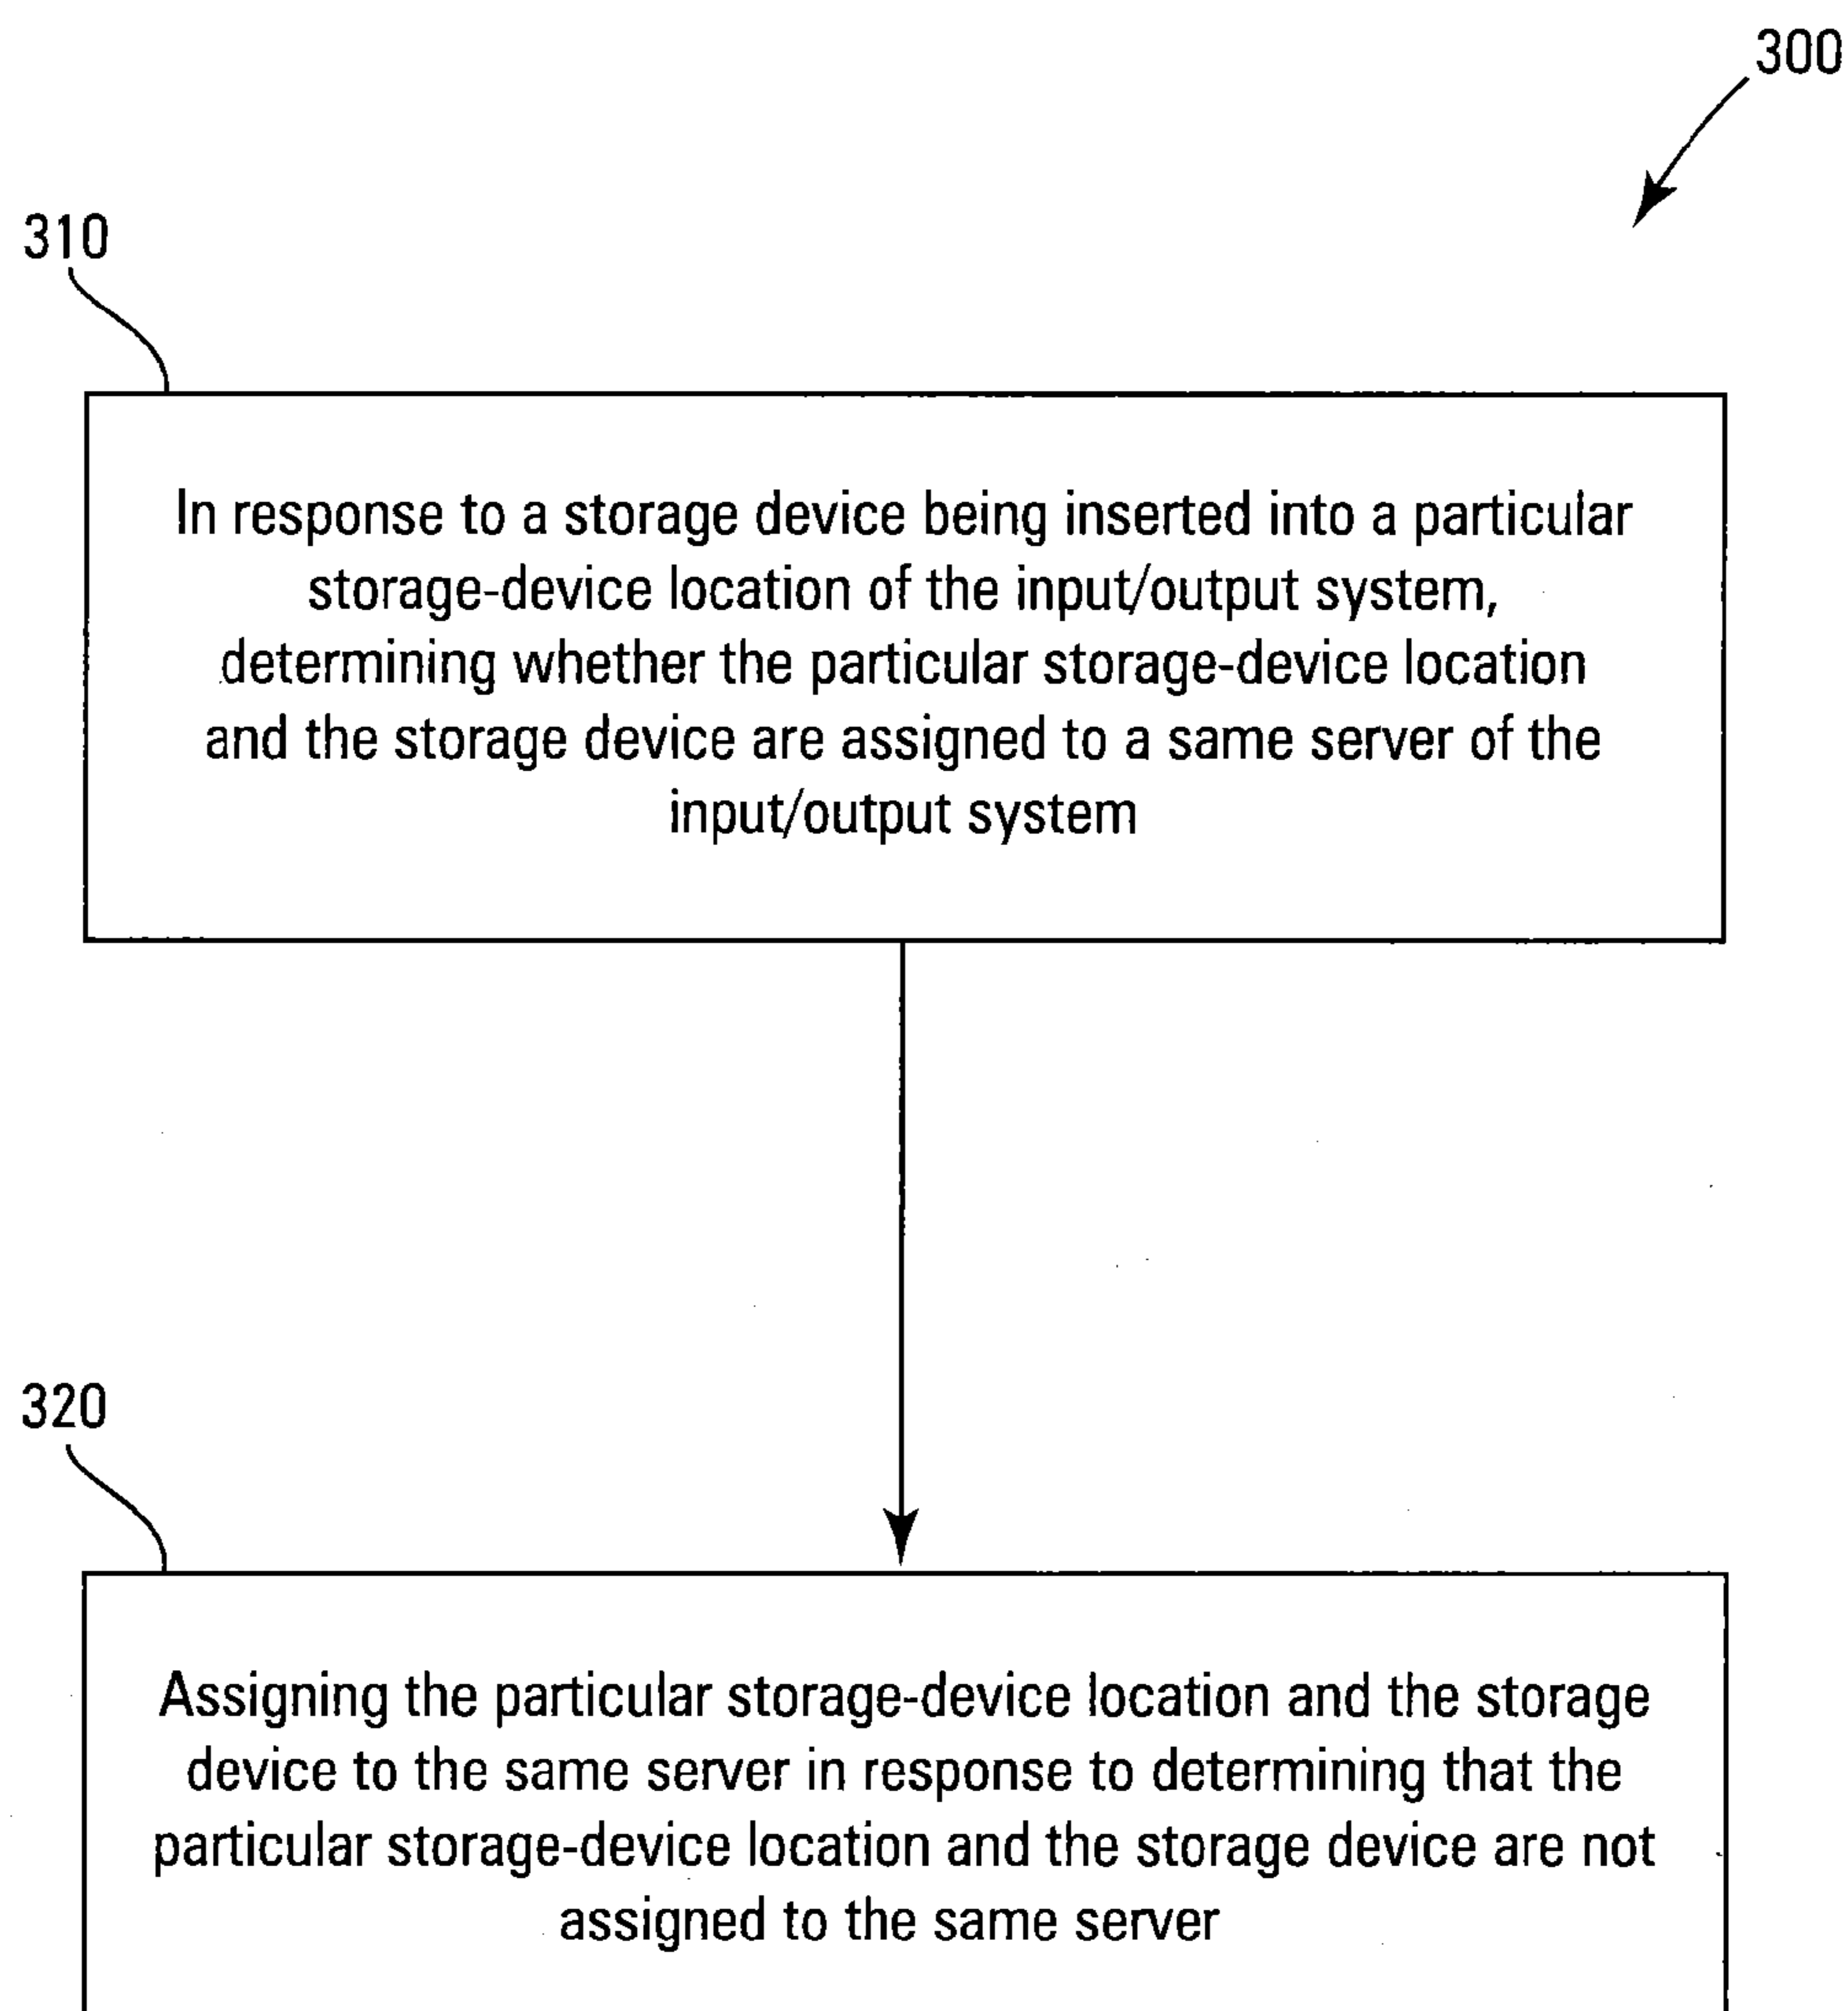 300
310
In response to a storage device being inserted into a particular
storage-device location of the input/output system,
determining whether the particular storage-device location
and the storage device are assigned to a same server of the
input/output system
320
Assigning the particular storage-device location and the storage
device to the same server in response to determining that the
particular storage-device location and the storage device are not
assigned to the same server